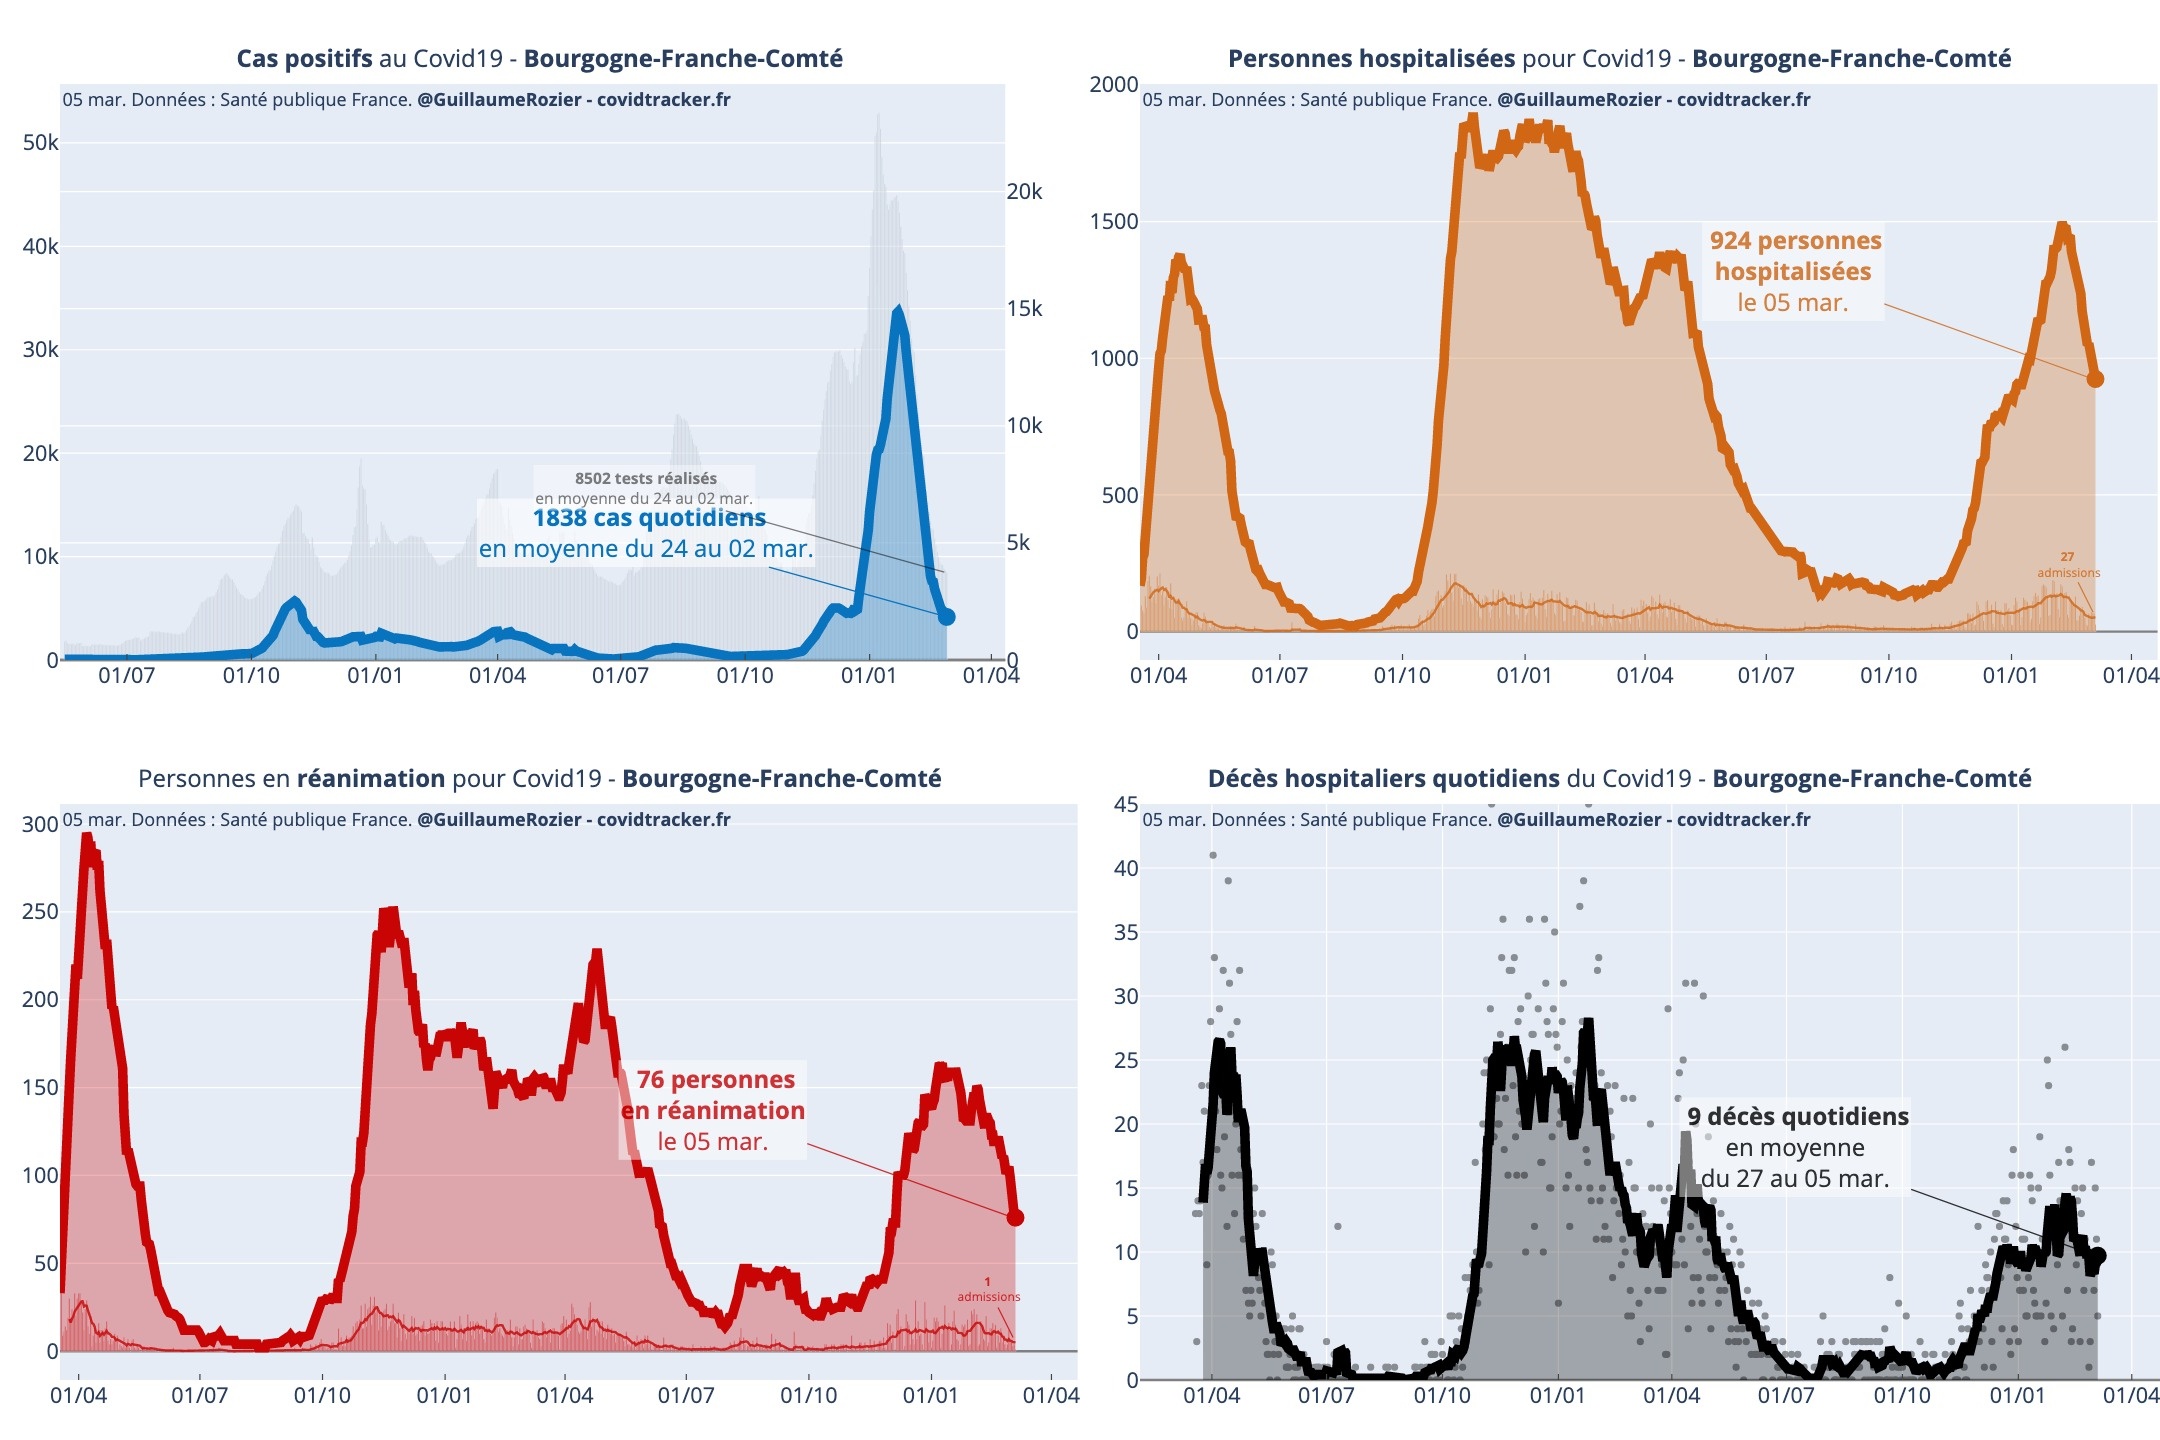 Cas positifs au Covid19 - Bourgogne-Franche-Comté
05 mar. Données : Santé publique France. @GuillaumeRozier - covidtracker.fr
50k
40k
30k
20k
10k
0
20k
15k
10k
5k
0
8502 tests réalisés
en moyenne du 24 au 02 mar.
1838 cas quotidiens
en moyenne du 24 au 02 mar.
01/07 01/10 01/01 01/04 01/07 01/10 01/01 01/04
Personnes hospitalisées pour Covid19 - Bourgogne-Franche-Comté
05 mar. Données : Santé publique France. @GuillaumeRozier - covidtracker.fr
2000
1500
1000
500
0
924 personnes
hospitalisées
le 05 mar.
27
admissions
01/04 01/07 01/10 01/01 01/04 01/07 01/10 01/01 01/04
Personnes en réanimation pour Covid19 - Bourgogne-Franche-Comté
05 mar. Données : Santé publique France. @GuillaumeRozier - covidtracker.fr
300
250
200
150
100
50
0
76 personnes
en réanimation
le 05 mar.
1
admissions
01/04 01/07 01/10 01/01 01/04 01/07 01/10 01/01 01/04
Décès hospitaliers quotidiens du Covid19 - Bourgogne-Franche-Comté
05 mar. Données : Santé publique France. @GuillaumeRozier - covidtracker.fr
45
40
35
30
25
20
15
10
5
0
9 décès quotidiens
en moyenne
du 27 au 05 mar.
01/04 01/07 01/10 01/01 01/04 01/07 01/10 01/01 01/04